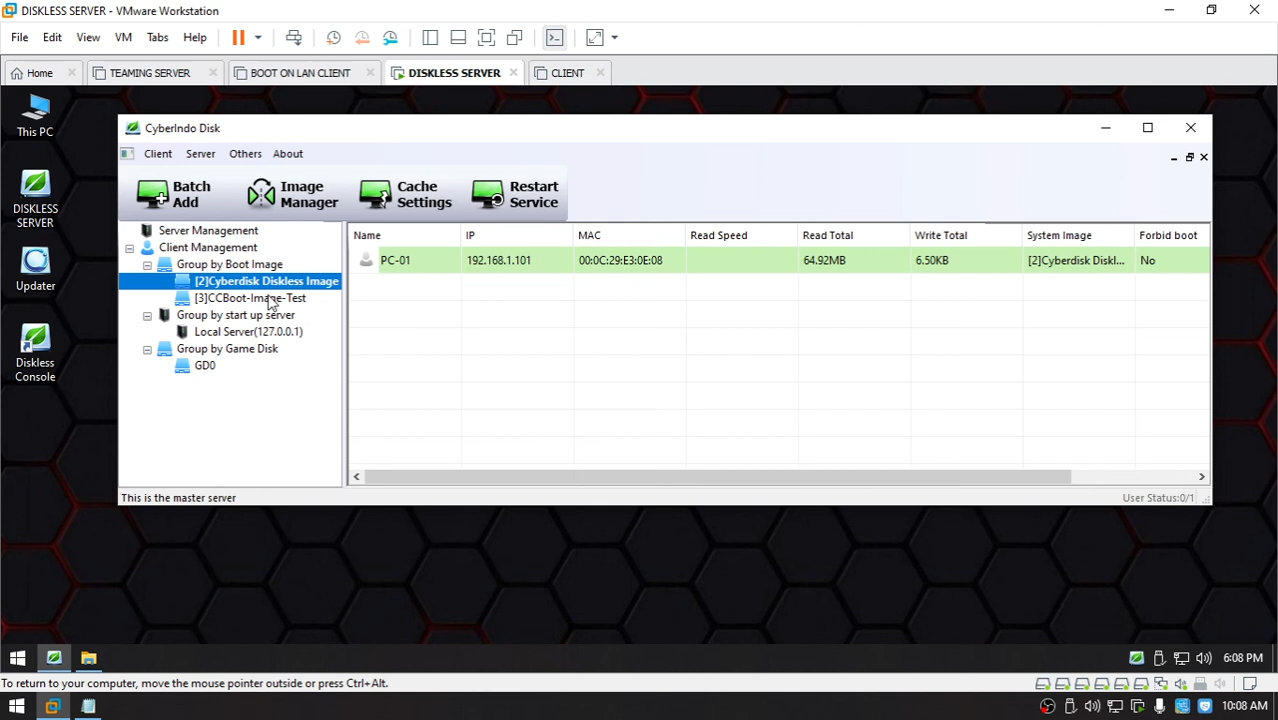 DISKLESS SERVER - VMware Workstation
File Edit View VM Tabs Help
Home TEAMING SERVER BOOT ON LAN CLIENT DISKLESS SERVER CLIENT
This PC
DISKLESS SERVER
Updater
Diskless Console
CyberIndo Disk
Client Server Others About
Batch Add
Image Manager
Cache Settings
Restart Service
Server Management
Client Management
Group by Boot Image
[2]Cyberdisk Diskless Image
[3]CCBoot-Image-Test
Group by start up server
Local Server(127.0.0.1)
Group by Game Disk
GD0
Name IP MAC Read Speed Read Total Write Total System Image Forbid boot
PC-01 192.168.1.101 00:0C:29:E3:0E:08 64.92MB 6.50KB [2]Cyberdisk Diskl... No
This is the master server
User Status:0/1
6:08 PM
To return to your computer, move the mouse pointer outside or press Ctrl+Alt.
10:08 AM